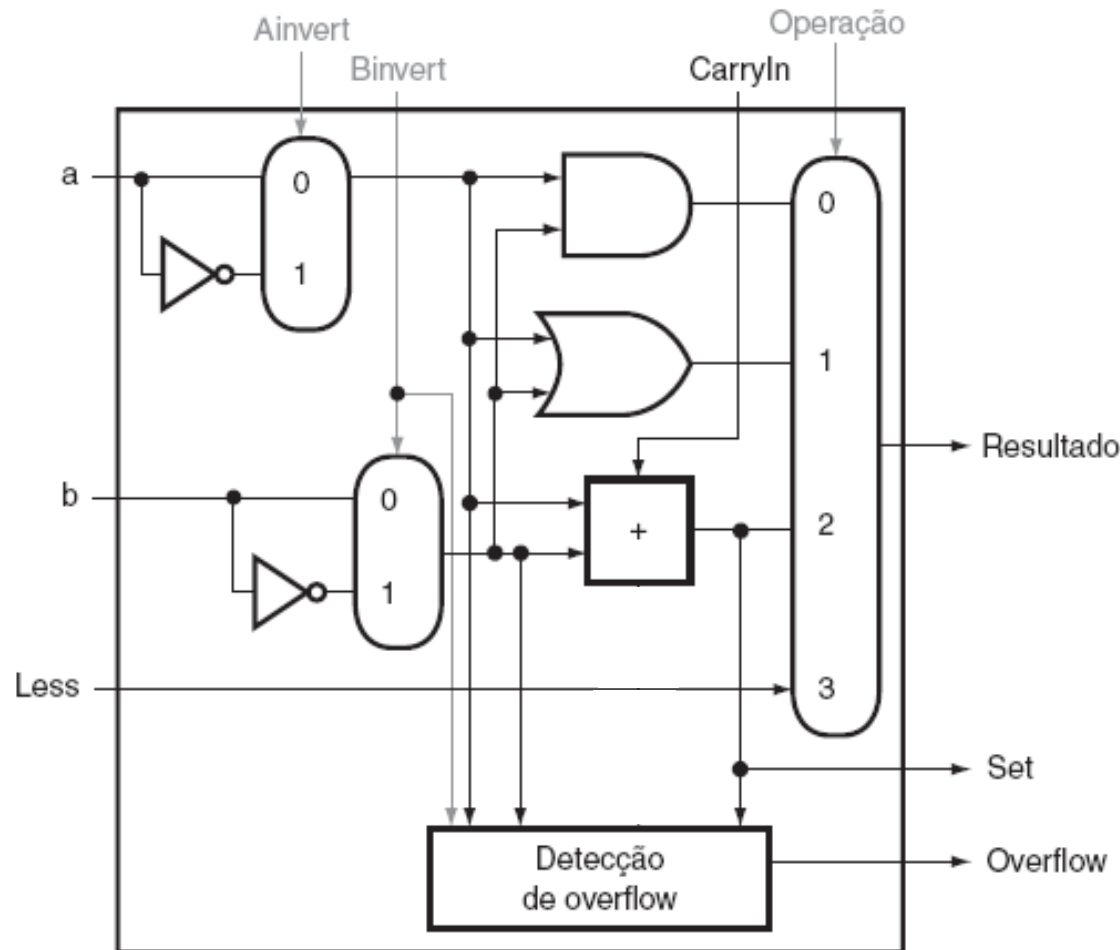 Operação
Ainvert
Binvert
CarryIn
a
0
0
1
1
Resultado
b
0
+
2
1
Less
3
Set
Detecção
de overflow
Overflow